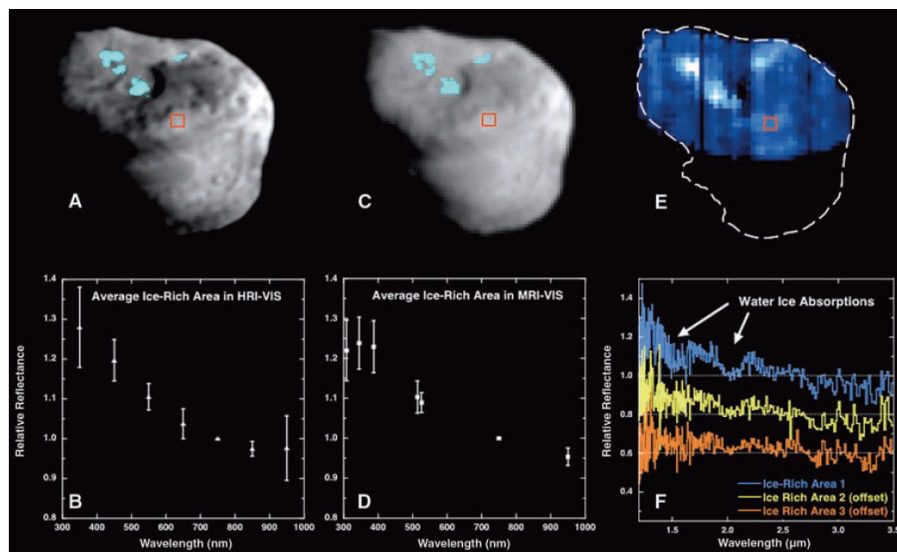 A
C
E
Average Ice-Rich Area in HRI-VIS
1.4
1.3
1.2
1.1
1.0
0.9
0.8
Relative Reflectance
B
300 400 500 600 700 800 900 1000
Wavelength (nm)
Average Ice-Rich Area in MRI-VIS
1.4
1.3
1.2
1.1
1.0
0.9
0.8
Relative Reflectance
D
300 400 500 600 700 800 900 1000
Wavelength (nm)
Water Ice Absorptions
1.4
1.2
1.0
0.8
0.6
0.4
Relative Reflectance
Ice-Rich Area 1
Ice Rich Area 2 (offset)
Ice Rich Area 3 (offset)
F
1.5 2.0 2.5 3.0 3.5
Wavelength (µm)